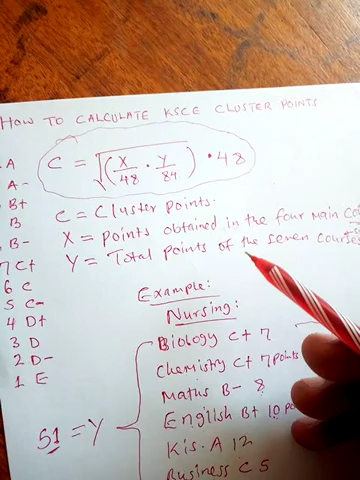 HOW TO CALCULATE KSCE CLUSTER POINTS
C = √(X/48 · Y/84) · 48
C = Cluster points.
X = points obtained in the four main
Y = Total points of the seven courses
A
A-
B+
B
B-
7 C+
6 C
5 C-
4 D+
3 D
2 D-
1 E
Example:
Nursing:
Biology C+ 7
Chemistry C+ 7 points
Maths B- 8
English B+ 10
Kis. A 12
Business C 5
51 = Y